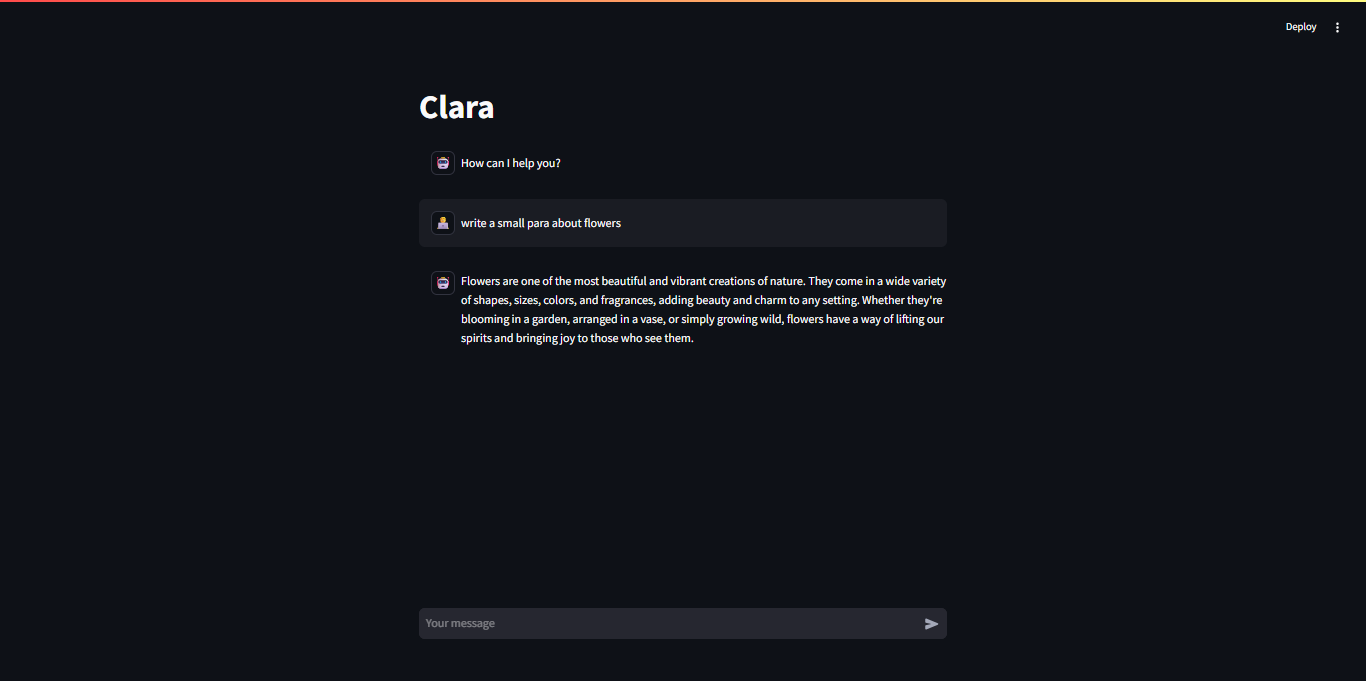 Deploy
Clara
How can I help you?
write a small para about flowers
Flowers are one of the most beautiful and vibrant creations of nature. They come in a wide variety
of shapes, sizes, colors, and fragrances, adding beauty and charm to any setting. Whether they're
blooming in a garden, arranged in a vase, or simply growing wild, flowers have a way of lifting our
spirits and bringing joy to those who see them.
Your message